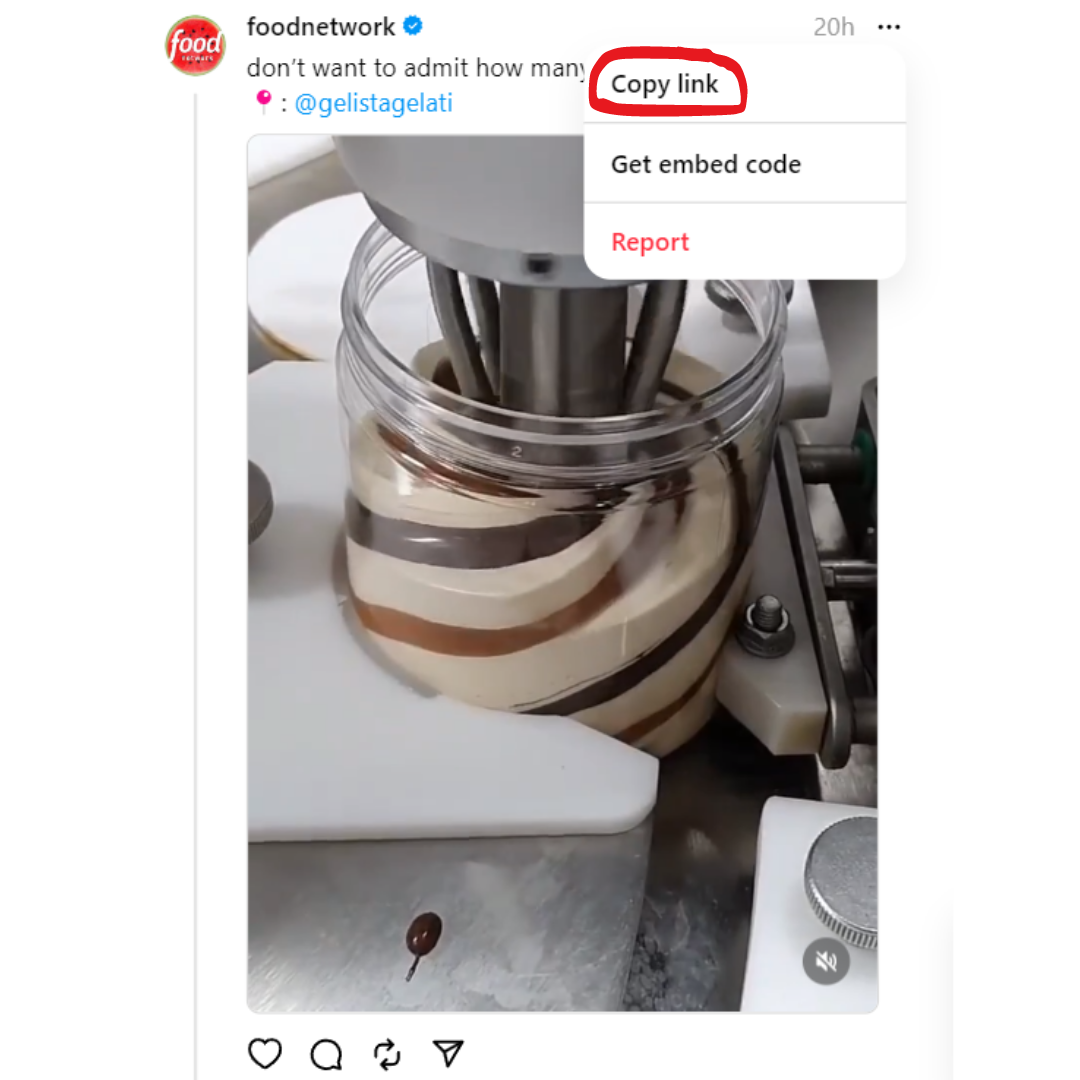 foodnetwork 20h
don't want to admit how many
: @gelistagelati
Copy link
Get embed code
Report
food
NETWORK
2